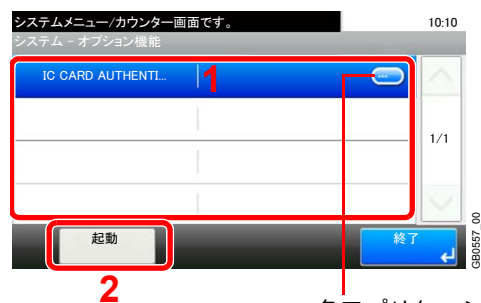 システムメニュー/カウンター画面です。 10:10
システム - オプション機能
IC CARD AUTHENTI... 1
1/1
起動 終了
2
GB0557_00